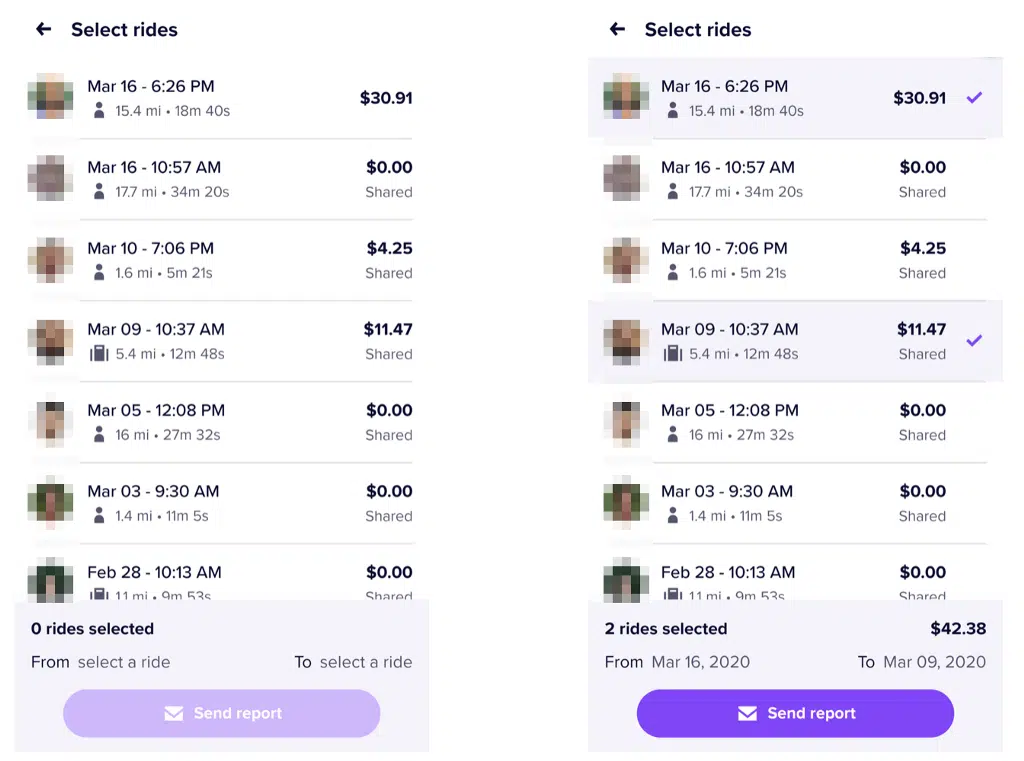 Select rides
Mar 16 - 6:26 PM
$30.91
15.4 mi • 18m 40s
Mar 16 - 10:57 AM
$0.00
17.7 mi • 34m 20s
Shared
Mar 10 - 7:06 PM
$4.25
1.6 mi • 5m 21s
Shared
Mar 09 - 10:37 AM
$11.47
5.4 mi • 12m 48s
Shared
Mar 05 - 12:08 PM
$0.00
16 mi • 27m 32s
Shared
Mar 03 - 9:30 AM
$0.00
1.4 mi • 11m 5s
Shared
Feb 28 - 10:13 AM
$0.00
1.1 mi • 9m 53s
Shared
0 rides selected
From select a ride
To select a ride
Send report
Select rides
Mar 16 - 6:26 PM
$30.91
15.4 mi • 18m 40s
Mar 16 - 10:57 AM
$0.00
17.7 mi • 34m 20s
Shared
Mar 10 - 7:06 PM
$4.25
1.6 mi • 5m 21s
Shared
Mar 09 - 10:37 AM
$11.47
5.4 mi • 12m 48s
Shared
Mar 05 - 12:08 PM
$0.00
16 mi • 27m 32s
Shared
Mar 03 - 9:30 AM
$0.00
1.4 mi • 11m 5s
Shared
Feb 28 - 10:13 AM
$0.00
1.1 mi • 9m 53s
Shared
2 rides selected
$42.38
From Mar 16, 2020
To Mar 09, 2020
Send report